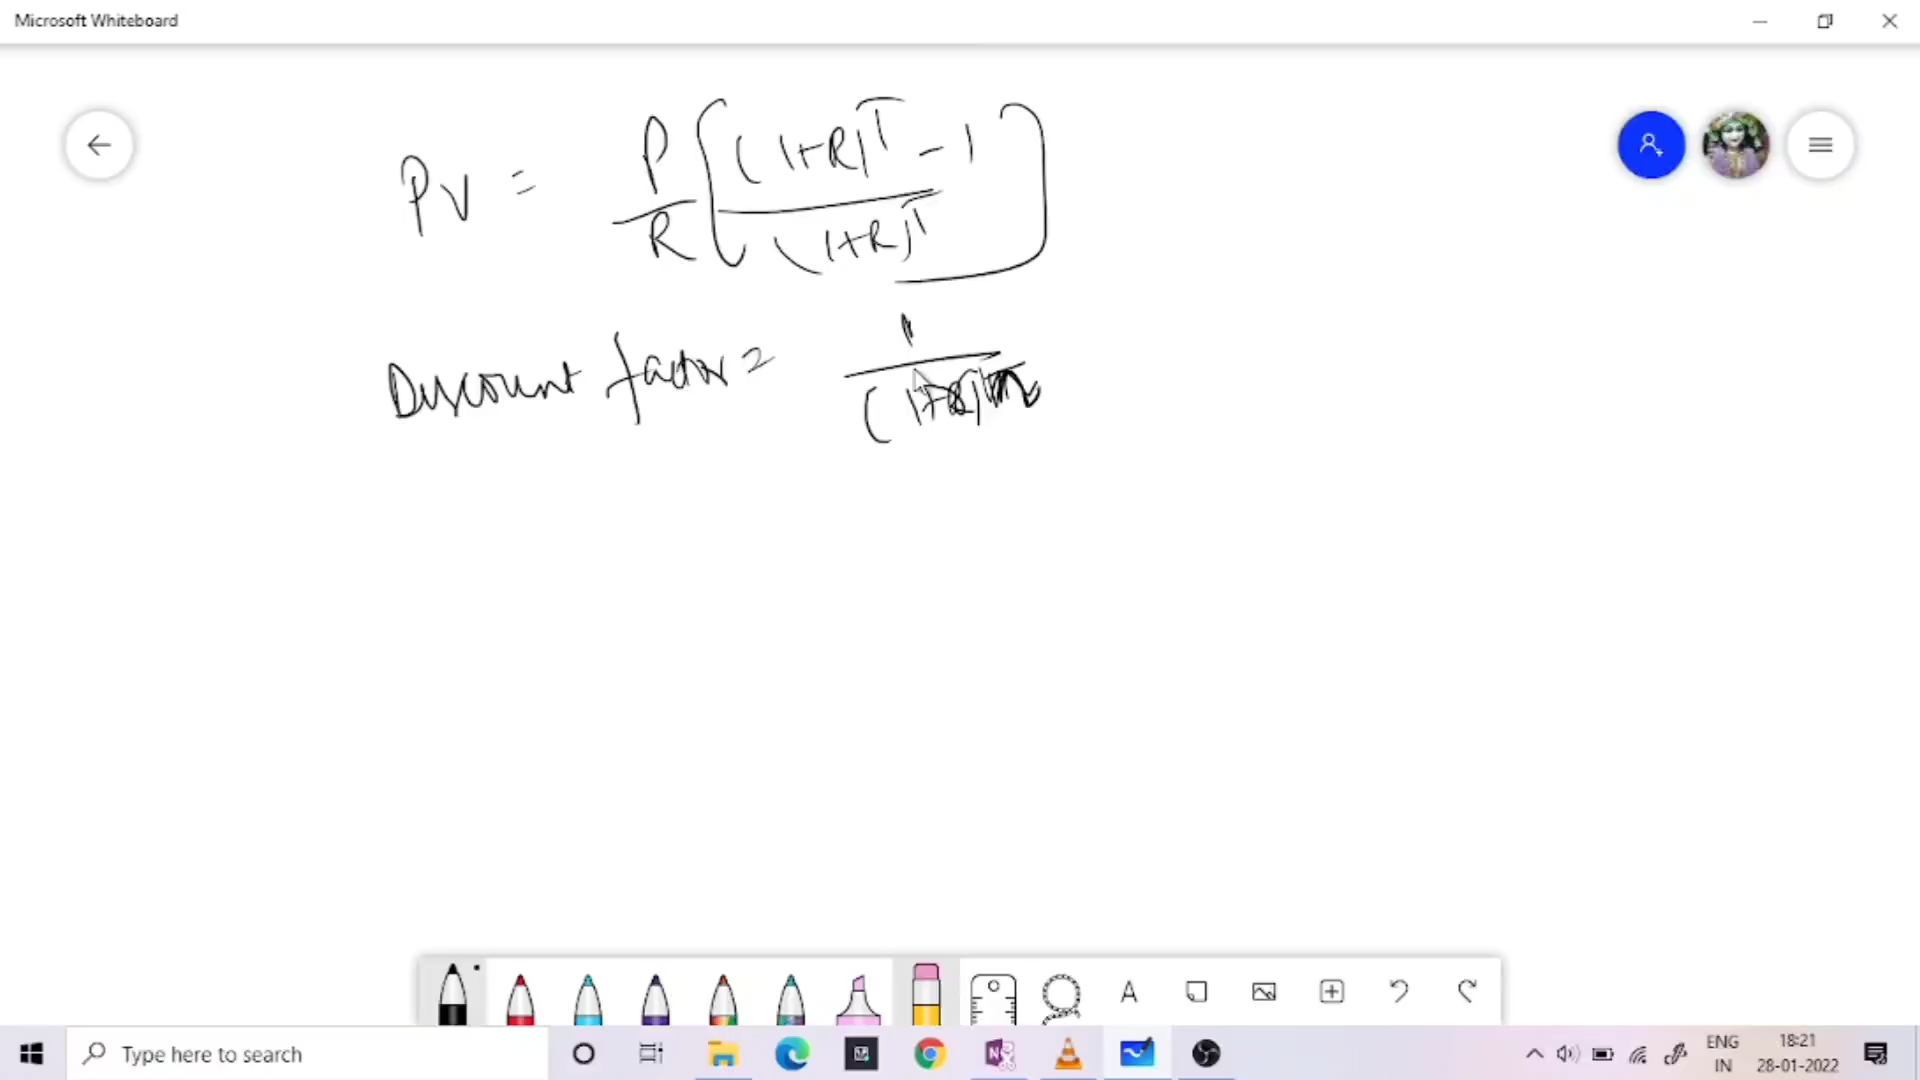 Microsoft Whiteboard
PV = P/R [ (1+R)^T - 1 / (1+R)^T ]
Discount factor = 1 / (
A
Type here to search
ENG
IN
18:21
28-01-2022